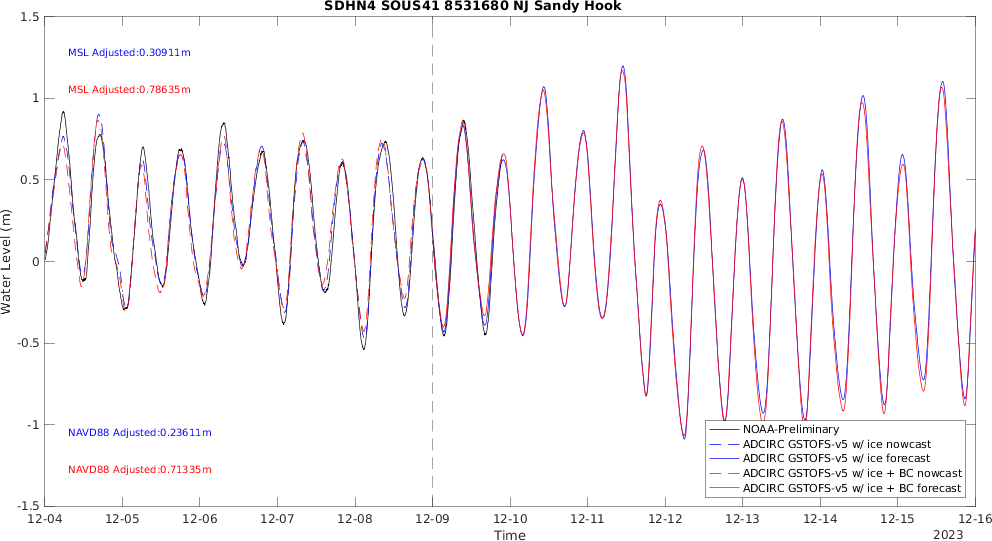 SDHN4 SOUS41 8531680 NJ Sandy Hook
1.5
1
0.5
0
-0.5
-1
-1.5
Water Level (m)
MSL Adjusted:0.30911m
MSL Adjusted:0.78635m
NAVD88 Adjusted:0.23611m
NAVD88 Adjusted:0.71335m
NOAA-Preliminary
ADCIRC GSTOFS-v5 w/ ice nowcast
ADCIRC GSTOFS-v5 w/ ice forecast
ADCIRC GSTOFS-v5 w/ ice + BC nowcast
ADCIRC GSTOFS-v5 w/ ice + BC forecast
12-04 12-05 12-06 12-07 12-08 12-09 12-10 12-11 12-12 12-13 12-14 12-15 12-16
Time
2023